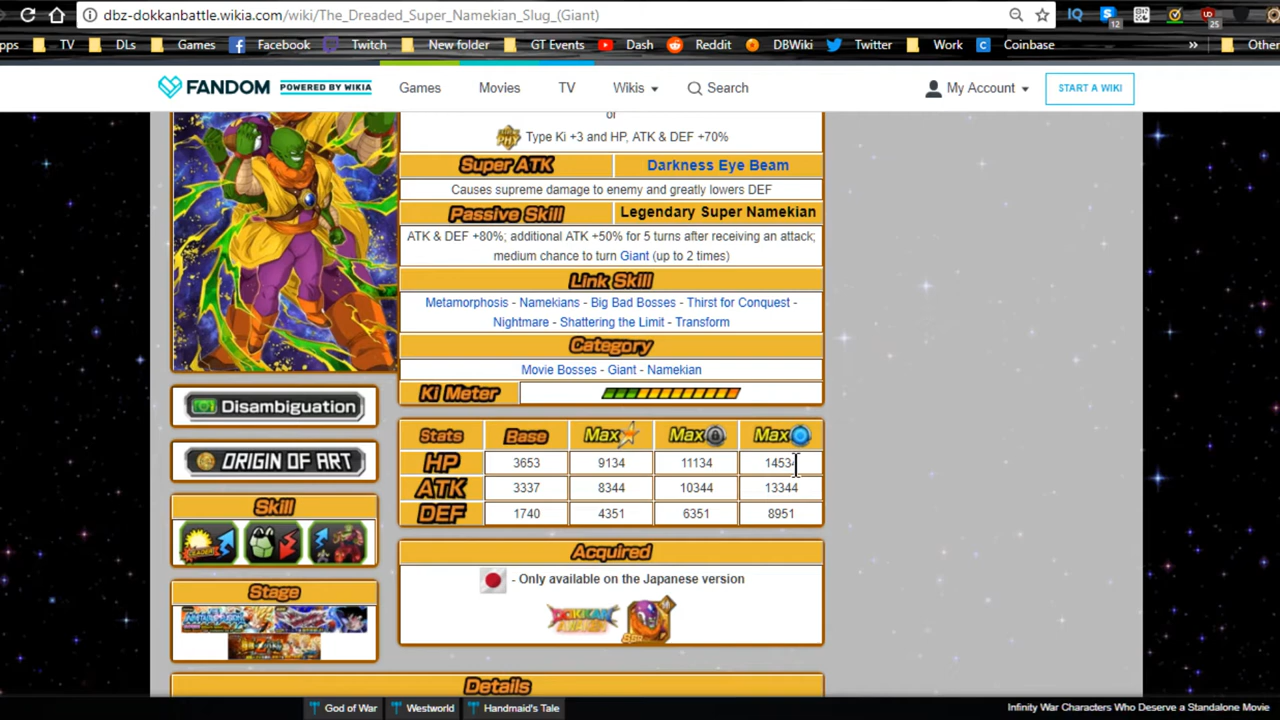 dbz-dokkanbattle.wikia.com/wiki/The_Dreaded_Super_Namekian_Slug_(Giant)
12
25
TV DLs Games Facebook Twitch New folder GT Events Dash Reddit DBWiki Twitter Work Coinbase » Other
FANDOM POWERED BY WIKIA Games Movies TV Wikis Search My Account START A WIKI
or
Type Ki +3 and HP, ATK & DEF +70%
Super ATK Darkness Eye Beam
Causes supreme damage to enemy and greatly lowers DEF
Passive Skill Legendary Super Namekian
ATK & DEF +80%; additional ATK +50% for 5 turns after receiving an attack;
medium chance to turn Giant (up to 2 times)
Link Skill
Metamorphosis - Namekians - Big Bad Bosses - Thirst for Conquest -
Nightmare - Shattering the Limit - Transform
Category
Movie Bosses - Giant - Namekian
Ki Meter
Disambiguation
ORIGIN OF ART
Stats Base Max Max Max
HP 3653 9134 11134 14534
ATK 3337 8344 10344 13344
DEF 1740 4351 6351 8951
Skill
LEADER
Stage
Acquired
- Only available on the Japanese version
DOKKAN
Details
God of War Westworld Handmaid's Tale Infinity War Characters Who Deserve a Standalone Movie